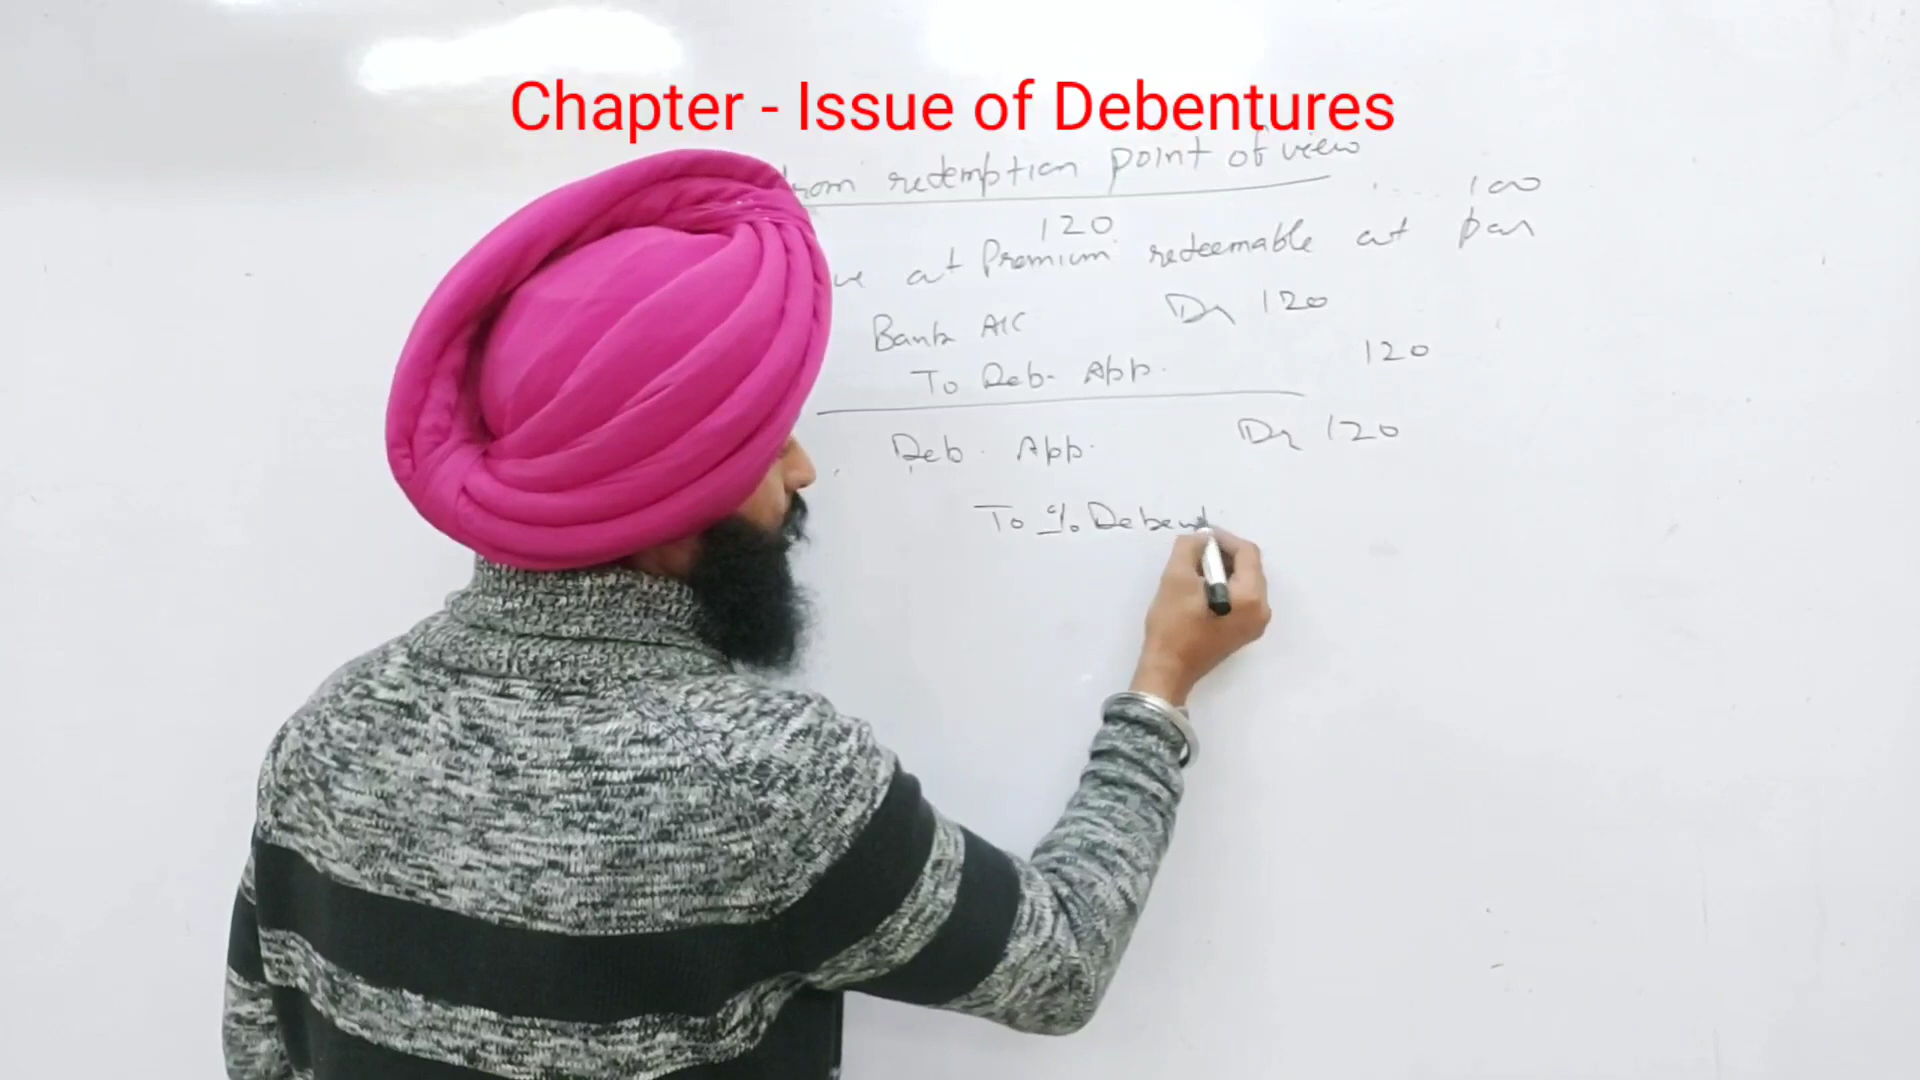 Chapter - Issue of Debentures
from redemption point of view
120 100
at Premium redeemable at par
Bank A/C Dr 120
To Deb. App. 120
Deb. App. Dr 120
To % Debent